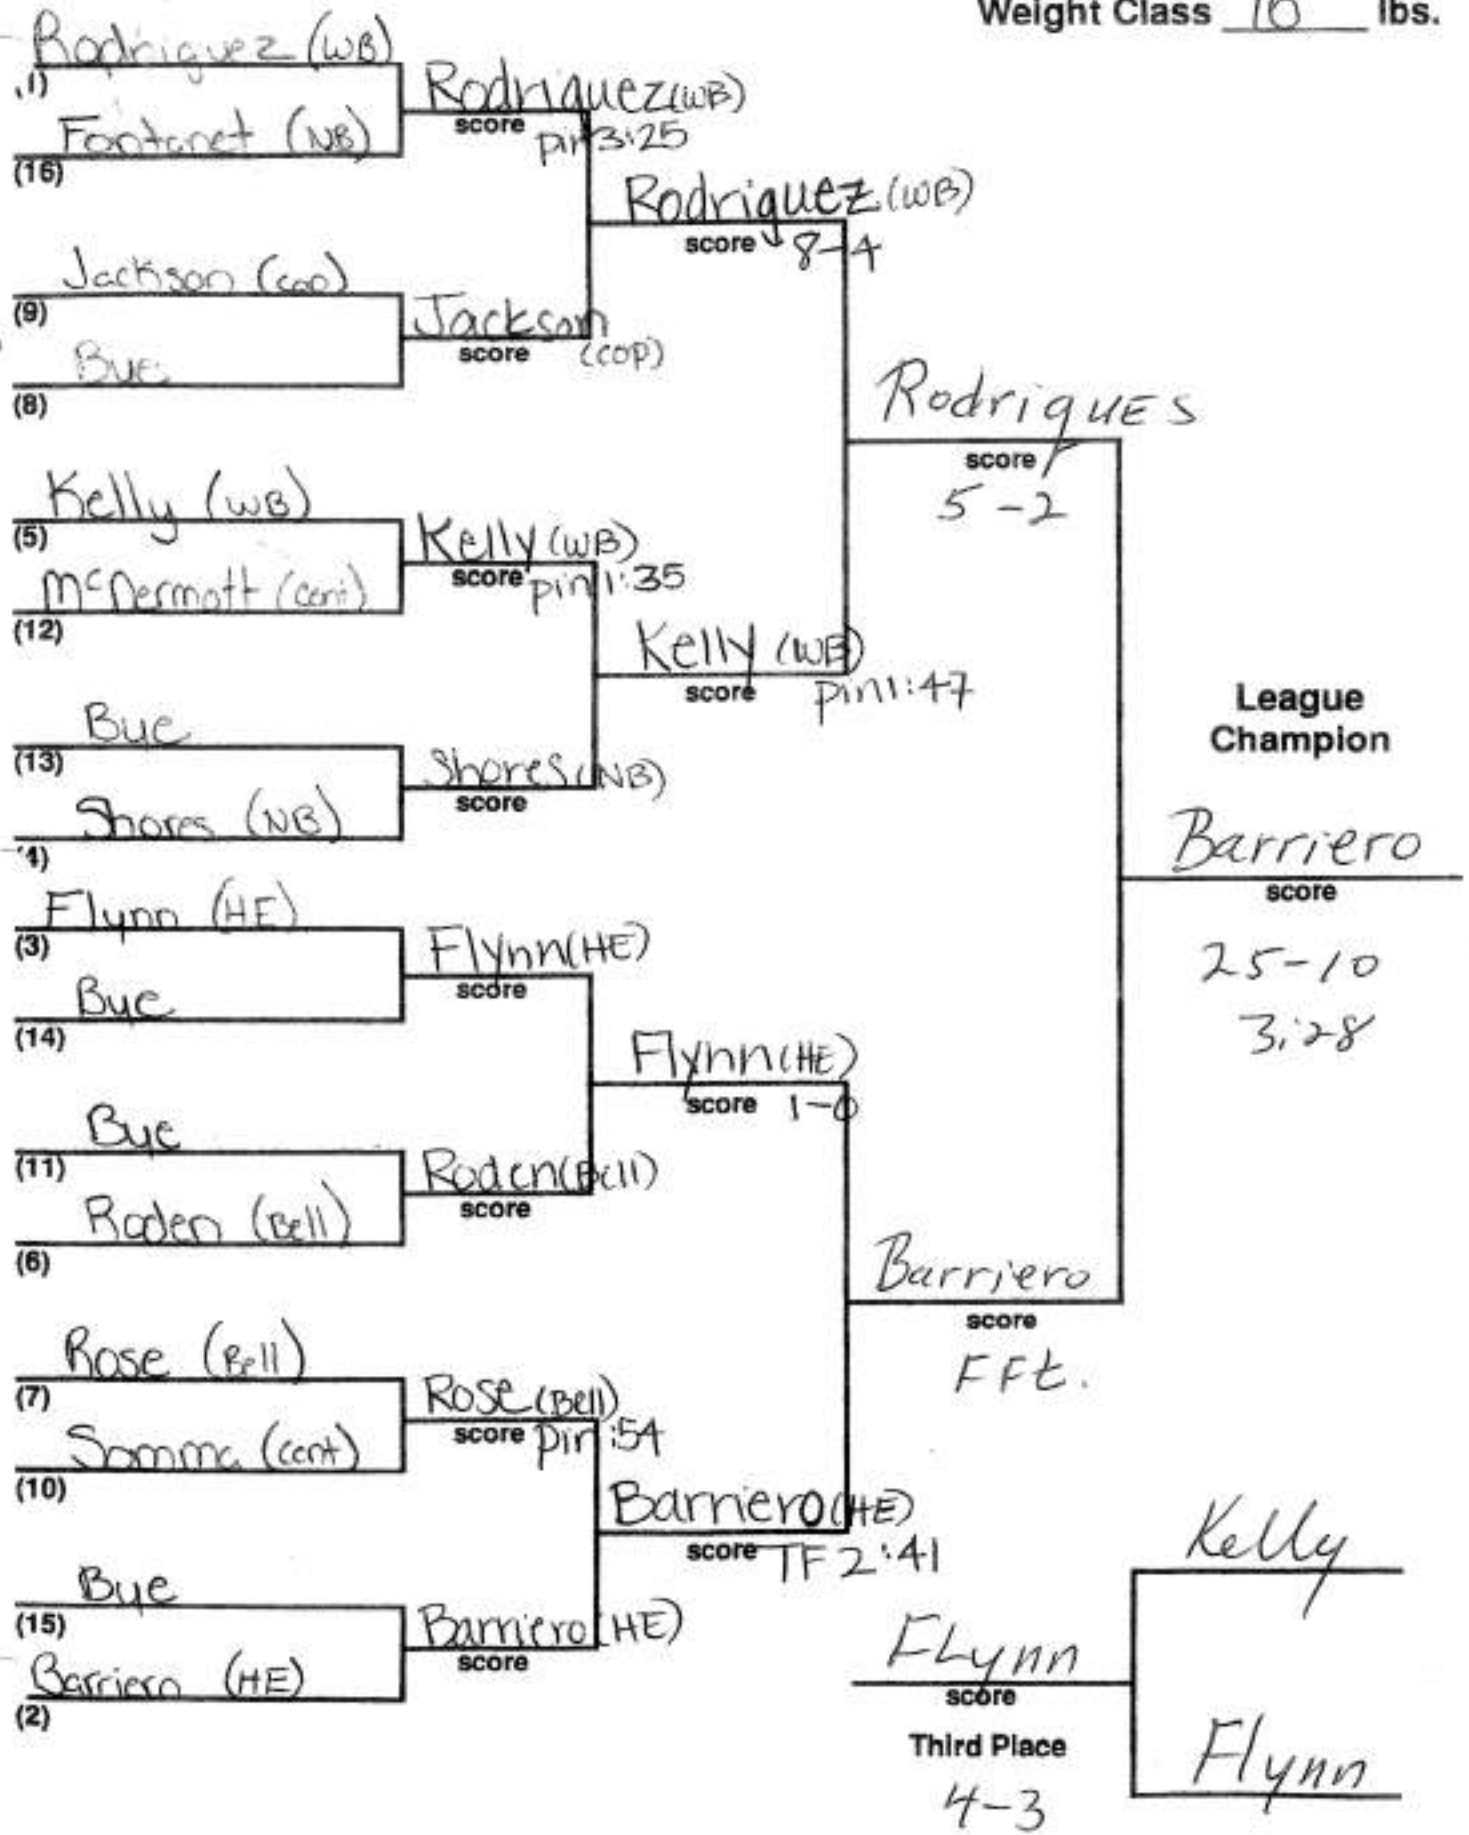 Weight Class 70 lbs.
Rodriguez (WB)
(1)
Fontanet (NB)
(16)
Rodriguez (WB)
score pin 3:25
Jackson (cop)
(9)
Bye
(8)
Jackson
score (cop)
Rodriguez (WB)
score 8-4
Kelly (WB)
(5)
McDermott (cent)
(12)
Kelly (WB)
score pin 1:35
Bye
(13)
Shores (NB)
(4)
Shores (NB)
score
Kelly (WB)
score pin 1:47
Rodrigues
score
5-2
Flynn (HE)
(3)
Bye
(14)
Flynn (HE)
score
Bye
(11)
Roden (Bell)
(6)
Roden (Bell)
score
Flynn (HE)
score 1-0
Rose (Bell)
(7)
Somma (cent)
(10)
Rose (Bell)
score pin :54
Bye
(15)
Barriero (HE)
(2)
Barriero (HE)
score
Barriero (HE)
score TF 2:41
Barriero
score
FFt.
League
Champion
Barriero
score
25-10
3:28
Kelly
Flynn
Flynn
score
Third Place
4-3